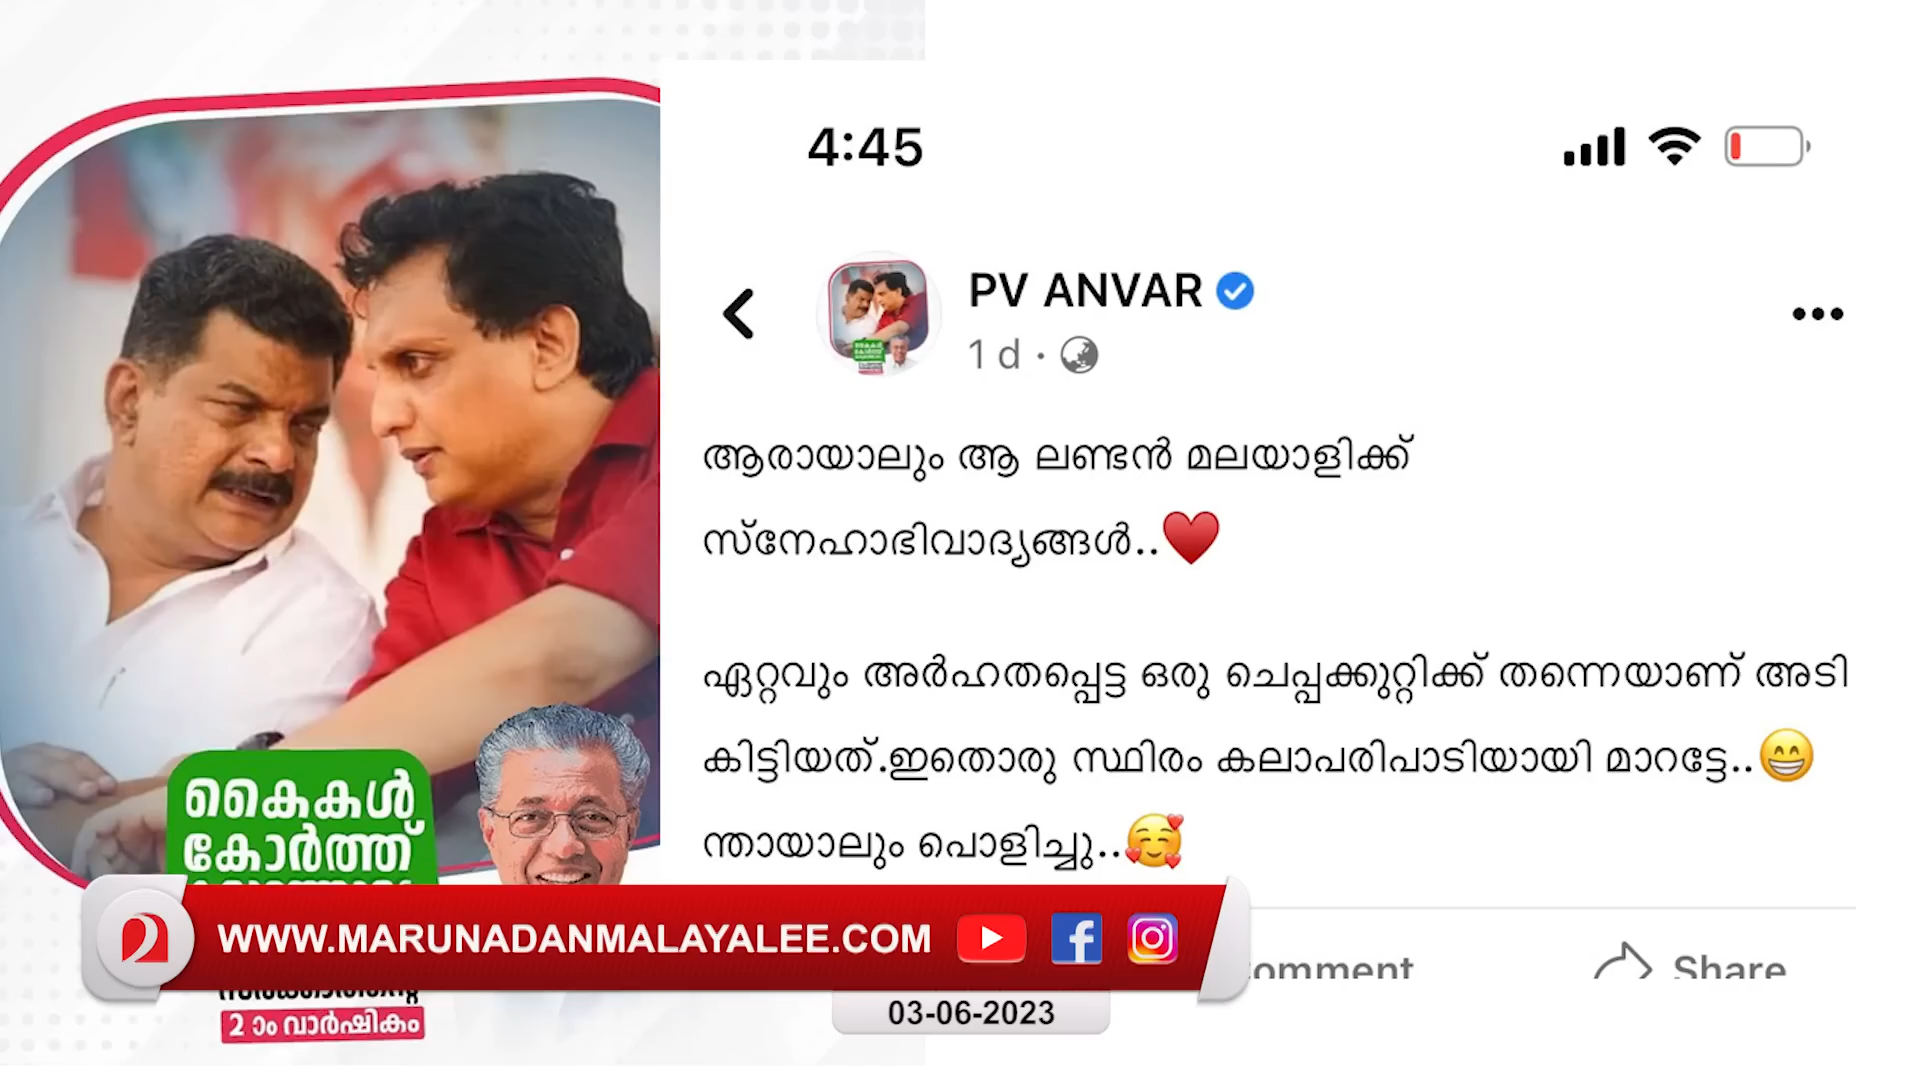 4:45
PV ANVAR
1 d
ആരായാലും ആ ലണ്ടൻ മലയാളിക്ക്
സ്നേഹാഭിവാദ്യങ്ങൾ..♥
ഏറ്റവും അർഹതപ്പെട്ട ഒരു ചെപ്പക്കുറ്റിക്ക് തന്നെയാണ് അടി
കിട്ടിയത്.ഇതൊരു സ്ഥിരം കലാപരിപാടിയായി മാറട്ടേ..😁
ന്തായാലും പൊളിച്ചു..🥰
Share
കൈകൾ
കോർത്ത്
WWW.MARUNADANMALAYALEE.COM
2 ാം വാർഷികം
03-06-2023